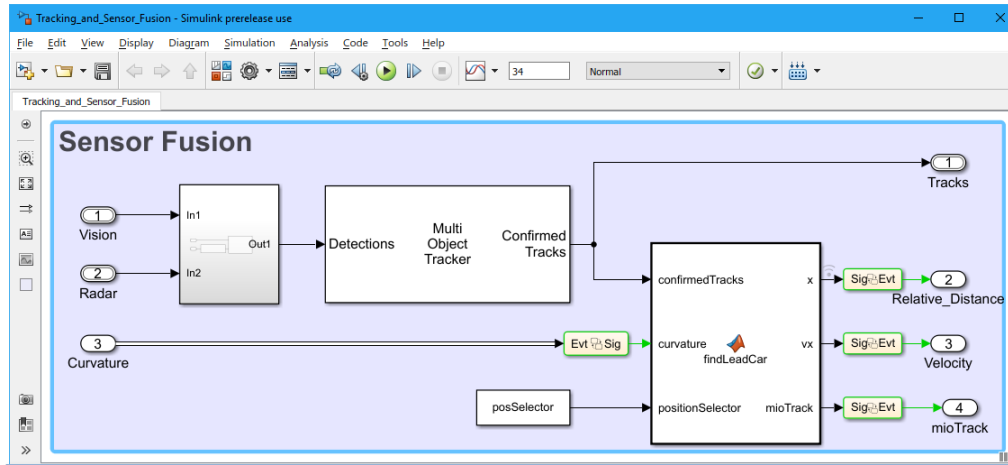 Tracking_and_Sensor_Fusion - Simulink prerelease use
File Edit View Display Diagram Simulation Analysis Code Tools Help
34
Normal
Tracking_and_Sensor_Fusion
Sensor Fusion
1
Vision
2
Radar
3
Curvature
In1
In2
Out1
Detections
Multi
Object
Tracker
Confirmed
Tracks
1
Tracks
Evt Sig
posSelector
confirmedTracks
curvature
positionSelector
findLeadCar
x
vx
mioTrack
Sig Evt
2
Relative_Distance
Sig Evt
3
Velocity
Sig Evt
4
mioTrack